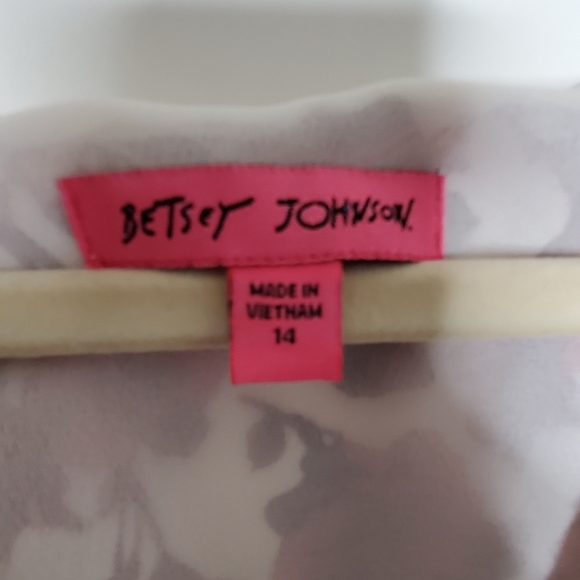 BETSEY JOHNSON.
MADE IN
VIETNAM
14